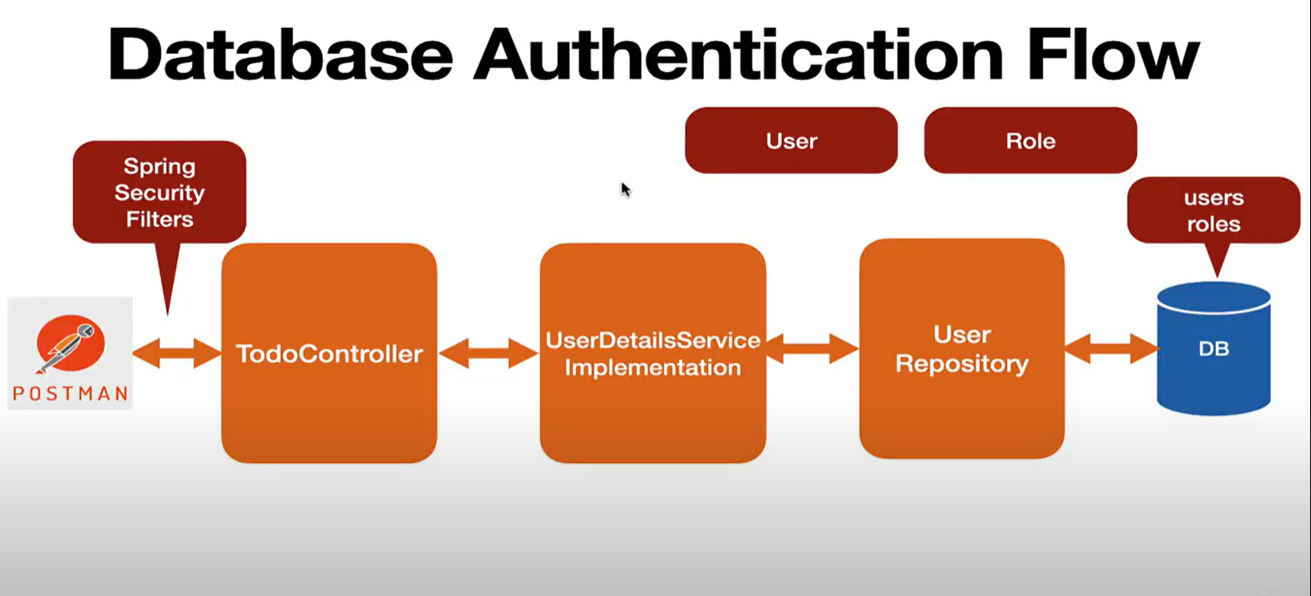 Database Authentication Flow
User
Role
Spring
Security
Filters
users
roles
POSTMAN
TodoController
UserDetailsService
Implementation
User
Repository
DB